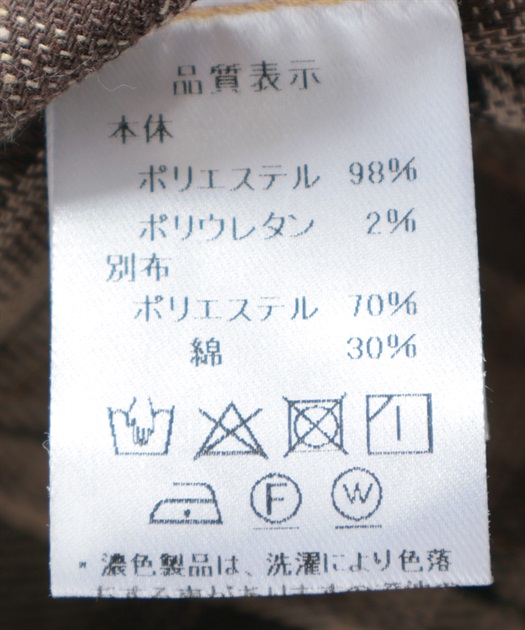 品質表示
本体
ポリエステル 98%
ポリウレタン 2%
別布
ポリエステル 70%
綿 30%
F W
* 濃色製品は、洗濯により色落